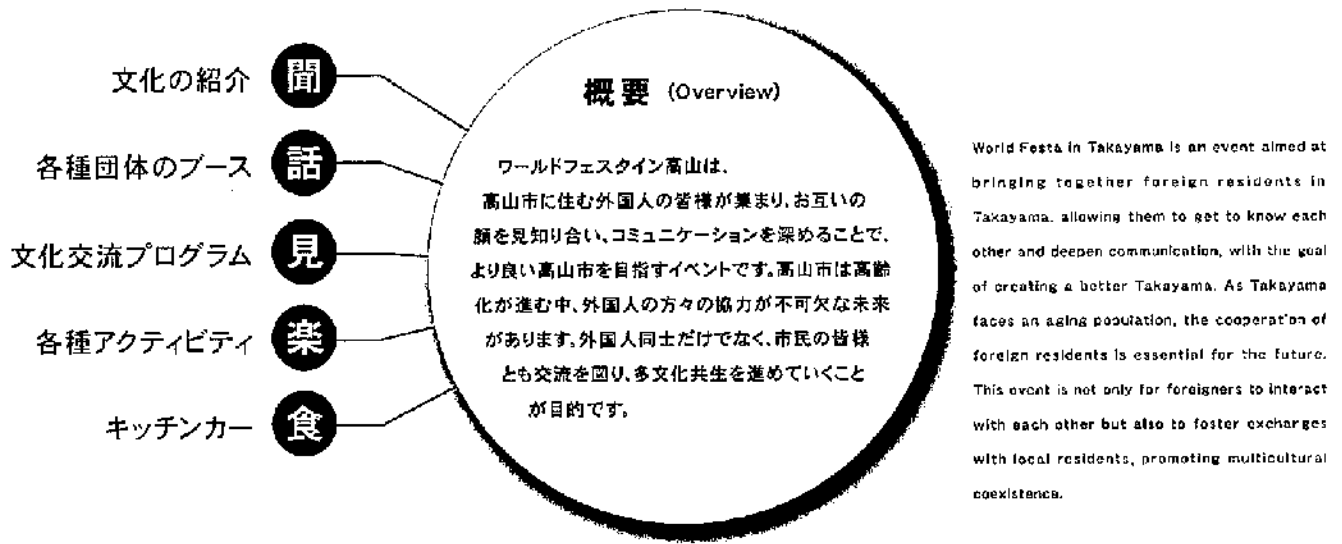 文化の紹介 聞
各種団体のブース 話
文化交流プログラム 見
各種アクティビティ 楽
キッチンカー 食
概要 (Overview)
ワールドフェスタイン高山は、
高山市に住む外国人の皆様が集まり、お互いの
顔を見知り合い、コミュニケーションを深めることで、
より良い高山市を目指すイベントです。高山市は高齢
化が進む中、外国人の方々の協力が不可欠な未来
があります。外国人同士だけでなく、市民の皆様
とも交流を図り、多文化共生を進めていくこと
が目的です。
World Festa in Takayama is an event aimed at
bringing together foreign residents in
Takayama, allowing them to get to know each
other and deepen communication, with the goal
of creating a better Takayama. As Takayama
faces an aging population, the cooperation of
foreign residents is essential for the future.
This event is not only for foreigners to interact
with each other but also to foster exchanges
with local residents, promoting multicultural
coexistence.